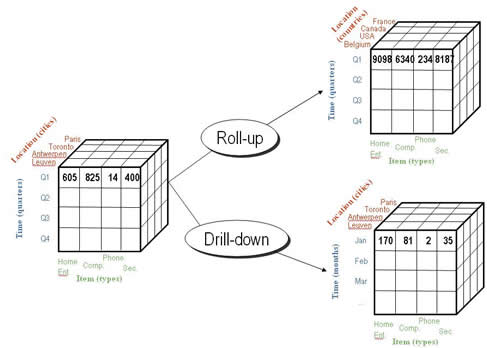 Location (cities)
Paris
Toronto
Antwerpen
Leuven
Time (quarters)
Q1
Q2
Q3
Q4
605 825 14 400
Home Ent.
Comp.
Phone
Sec.
Item (types)
Roll-up
Drill-down
Location (countries)
France
Canada
USA
Belgium
Time (quarters)
Q1
Q2
Q3
Q4
9098 6340 234 8187
Home Ent.
Comp.
Phone
Sec.
Item (types)
Location (cities)
Paris
Toronto
Antwerpen
Leuven
Time (months)
Jan
Feb
Mar
...
170 81 2 35
Home Ent.
Comp.
Phone
Sec.
Item (types)